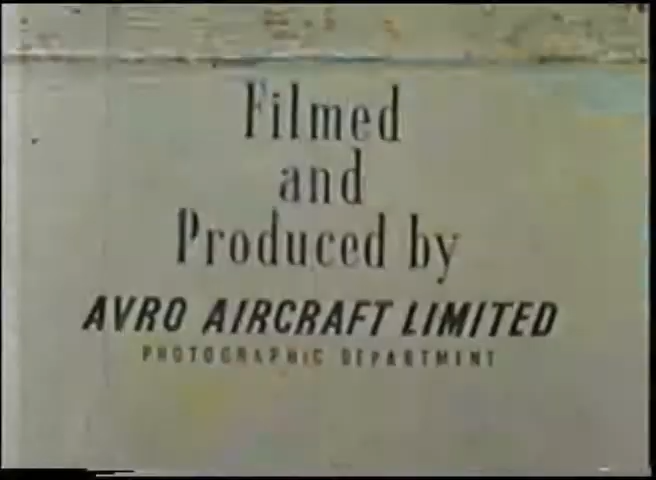 Filmed
and
Produced by
AVRO AIRCRAFT LIMITED
PHOTOGRAPHIC DEPARTMENT